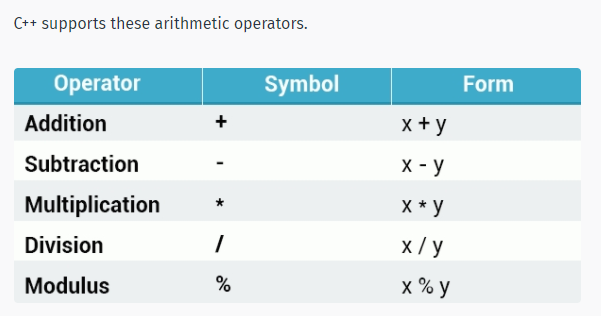 C++ supports these arithmetic operators.
Operator Symbol Form
Addition + x + y
Subtraction - x - y
Multiplication * x * y
Division / x / y
Modulus % x % y